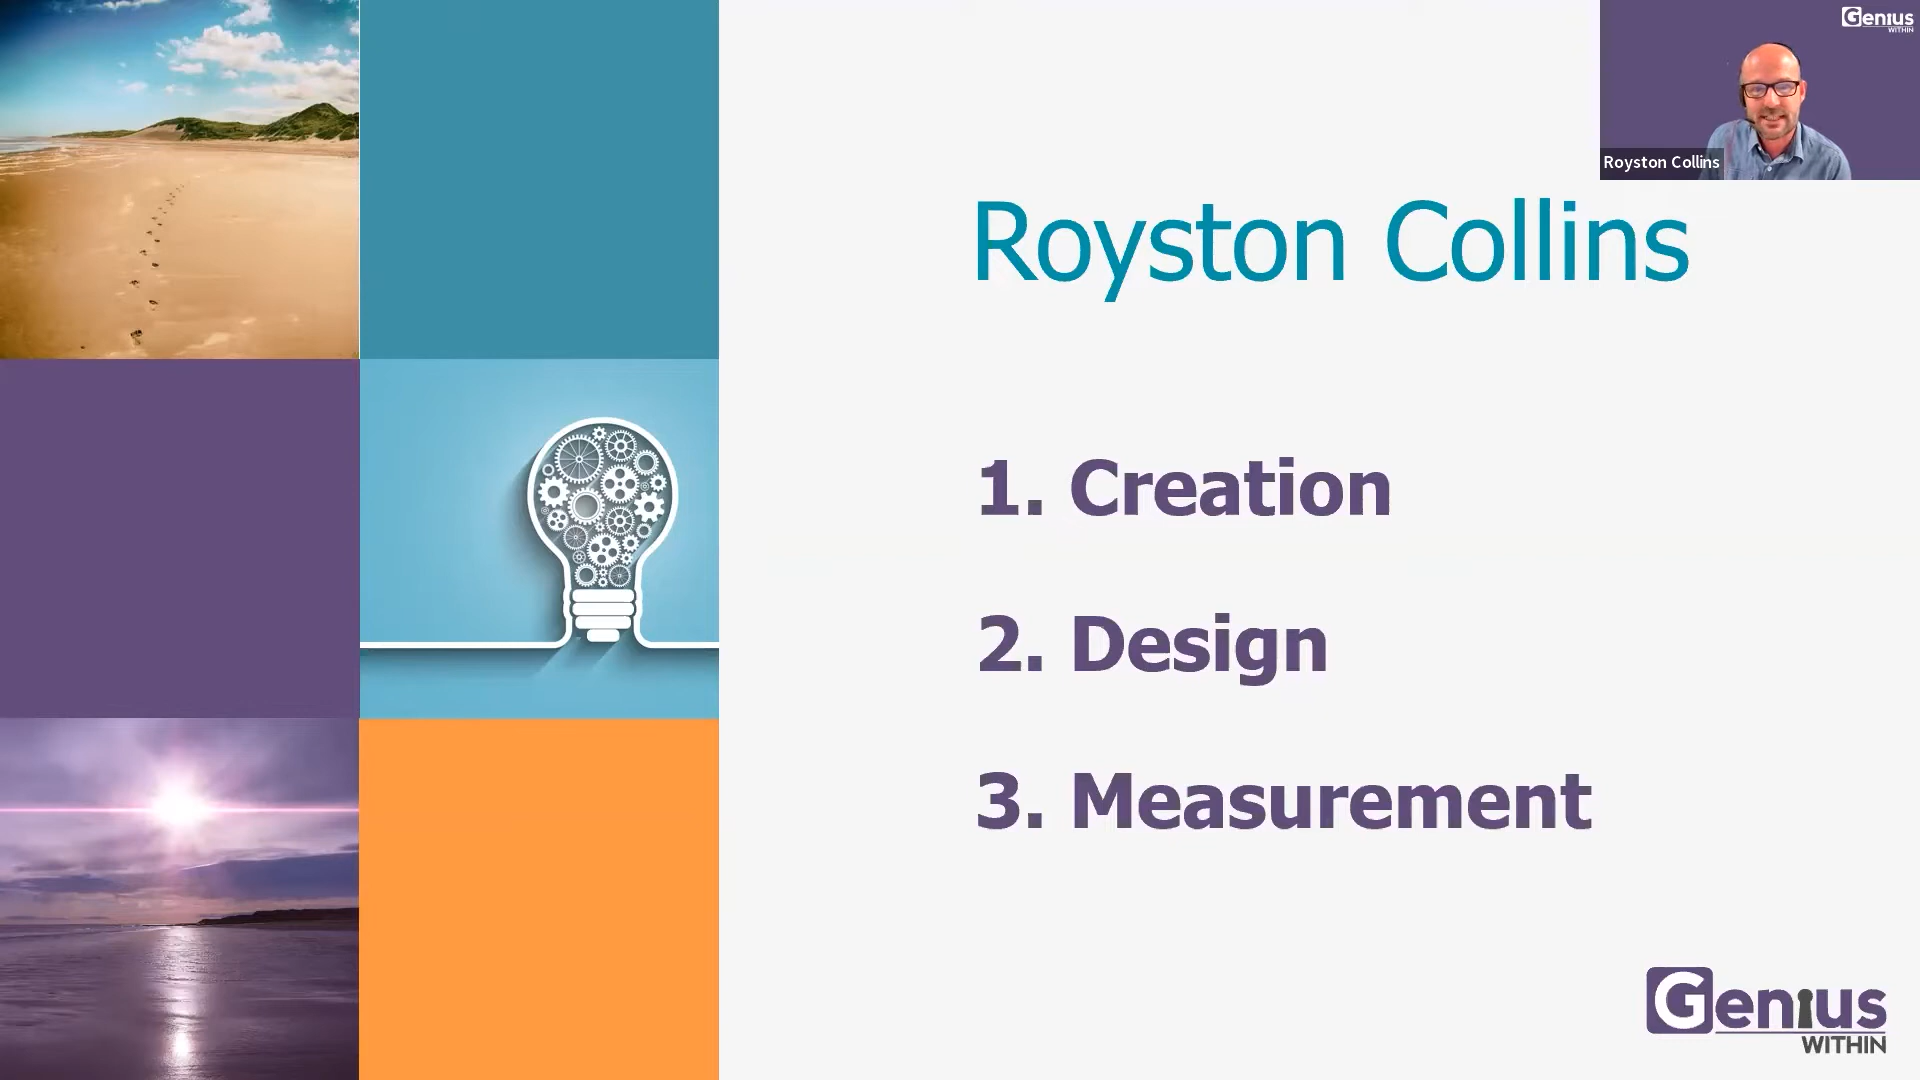 Genius
WITHIN
Royston Collins
Royston Collins
1. Creation
2. Design
3. Measurement
Genius
WITHIN